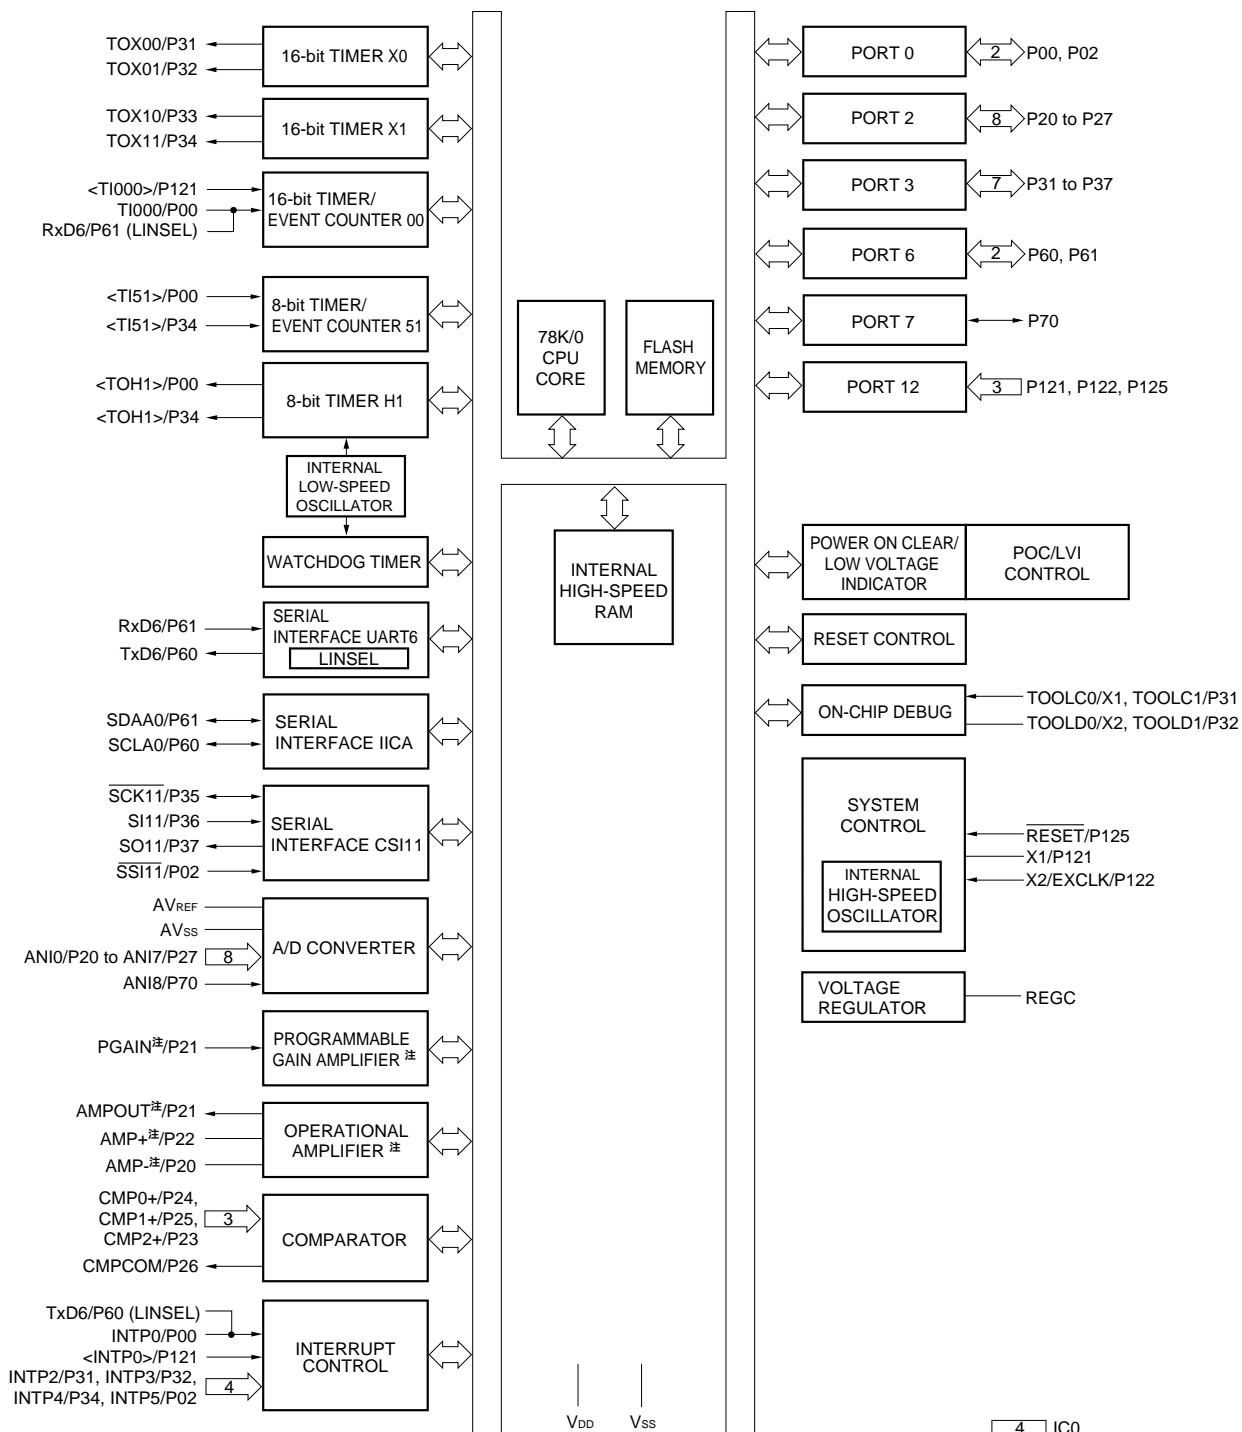 TOX00/P31
TOX01/P32
16-bit TIMER X0
TOX10/P33
TOX11/P34
16-bit TIMER X1
<TI000>/P121
TI000/P00
RxD6/P61 (LINSEL)
16-bit TIMER/
EVENT COUNTER 00
<TI51>/P00
<TI51>/P34
8-bit TIMER/
EVENT COUNTER 51
<TOH1>/P00
<TOH1>/P34
8-bit TIMER H1
INTERNAL
LOW-SPEED
OSCILLATOR
WATCHDOG TIMER
RxD6/P61
TxD6/P60
SERIAL
INTERFACE UART6
LINSEL
SDAA0/P61
SCLA0/P60
SERIAL
INTERFACE IICA
SCK11/P35
SI11/P36
SO11/P37
SSI11/P02
SERIAL
INTERFACE CSI11
AVREF
AVSS
ANI0/P20 to ANI7/P27
8
ANI8/P70
A/D CONVERTER
PGAIN注/P21
PROGRAMMABLE
GAIN AMPLIFIER 注
AMPOUT注/P21
AMP+注/P22
AMP-注/P20
OPERATIONAL
AMPLIFIER 注
CMP0+/P24,
CMP1+/P25,
CMP2+/P23
3
CMPCOM/P26
COMPARATOR
TxD6/P60 (LINSEL)
INTP0/P00
<INTP0>/P121
INTP2/P31, INTP3/P32,
INTP4/P34, INTP5/P02
4
INTERRUPT
CONTROL
78K/0
CPU
CORE
FLASH
MEMORY
INTERNAL
HIGH-SPEED
RAM
VDD
VSS
PORT 0
2
P00, P02
PORT 2
8
P20 to P27
PORT 3
7
P31 to P37
PORT 6
2
P60, P61
PORT 7
P70
PORT 12
3
P121, P122, P125
POWER ON CLEAR/
LOW VOLTAGE
INDICATOR
POC/LVI
CONTROL
RESET CONTROL
ON-CHIP DEBUG
TOOLC0/X1, TOOLC1/P31
TOOLD0/X2, TOOLD1/P32
SYSTEM
CONTROL
INTERNAL
HIGH-SPEED
OSCILLATOR
RESET/P125
X1/P121
X2/EXCLK/P122
VOLTAGE
REGULATOR
REGC
4
IC0